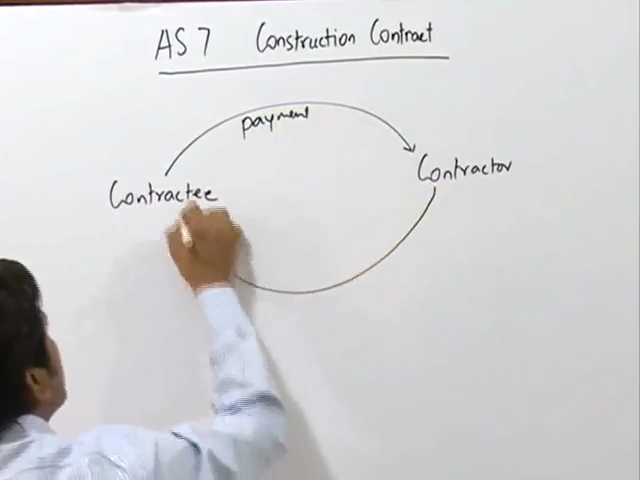 AS 7 Construction Contract
payment
Contractor
Contractee